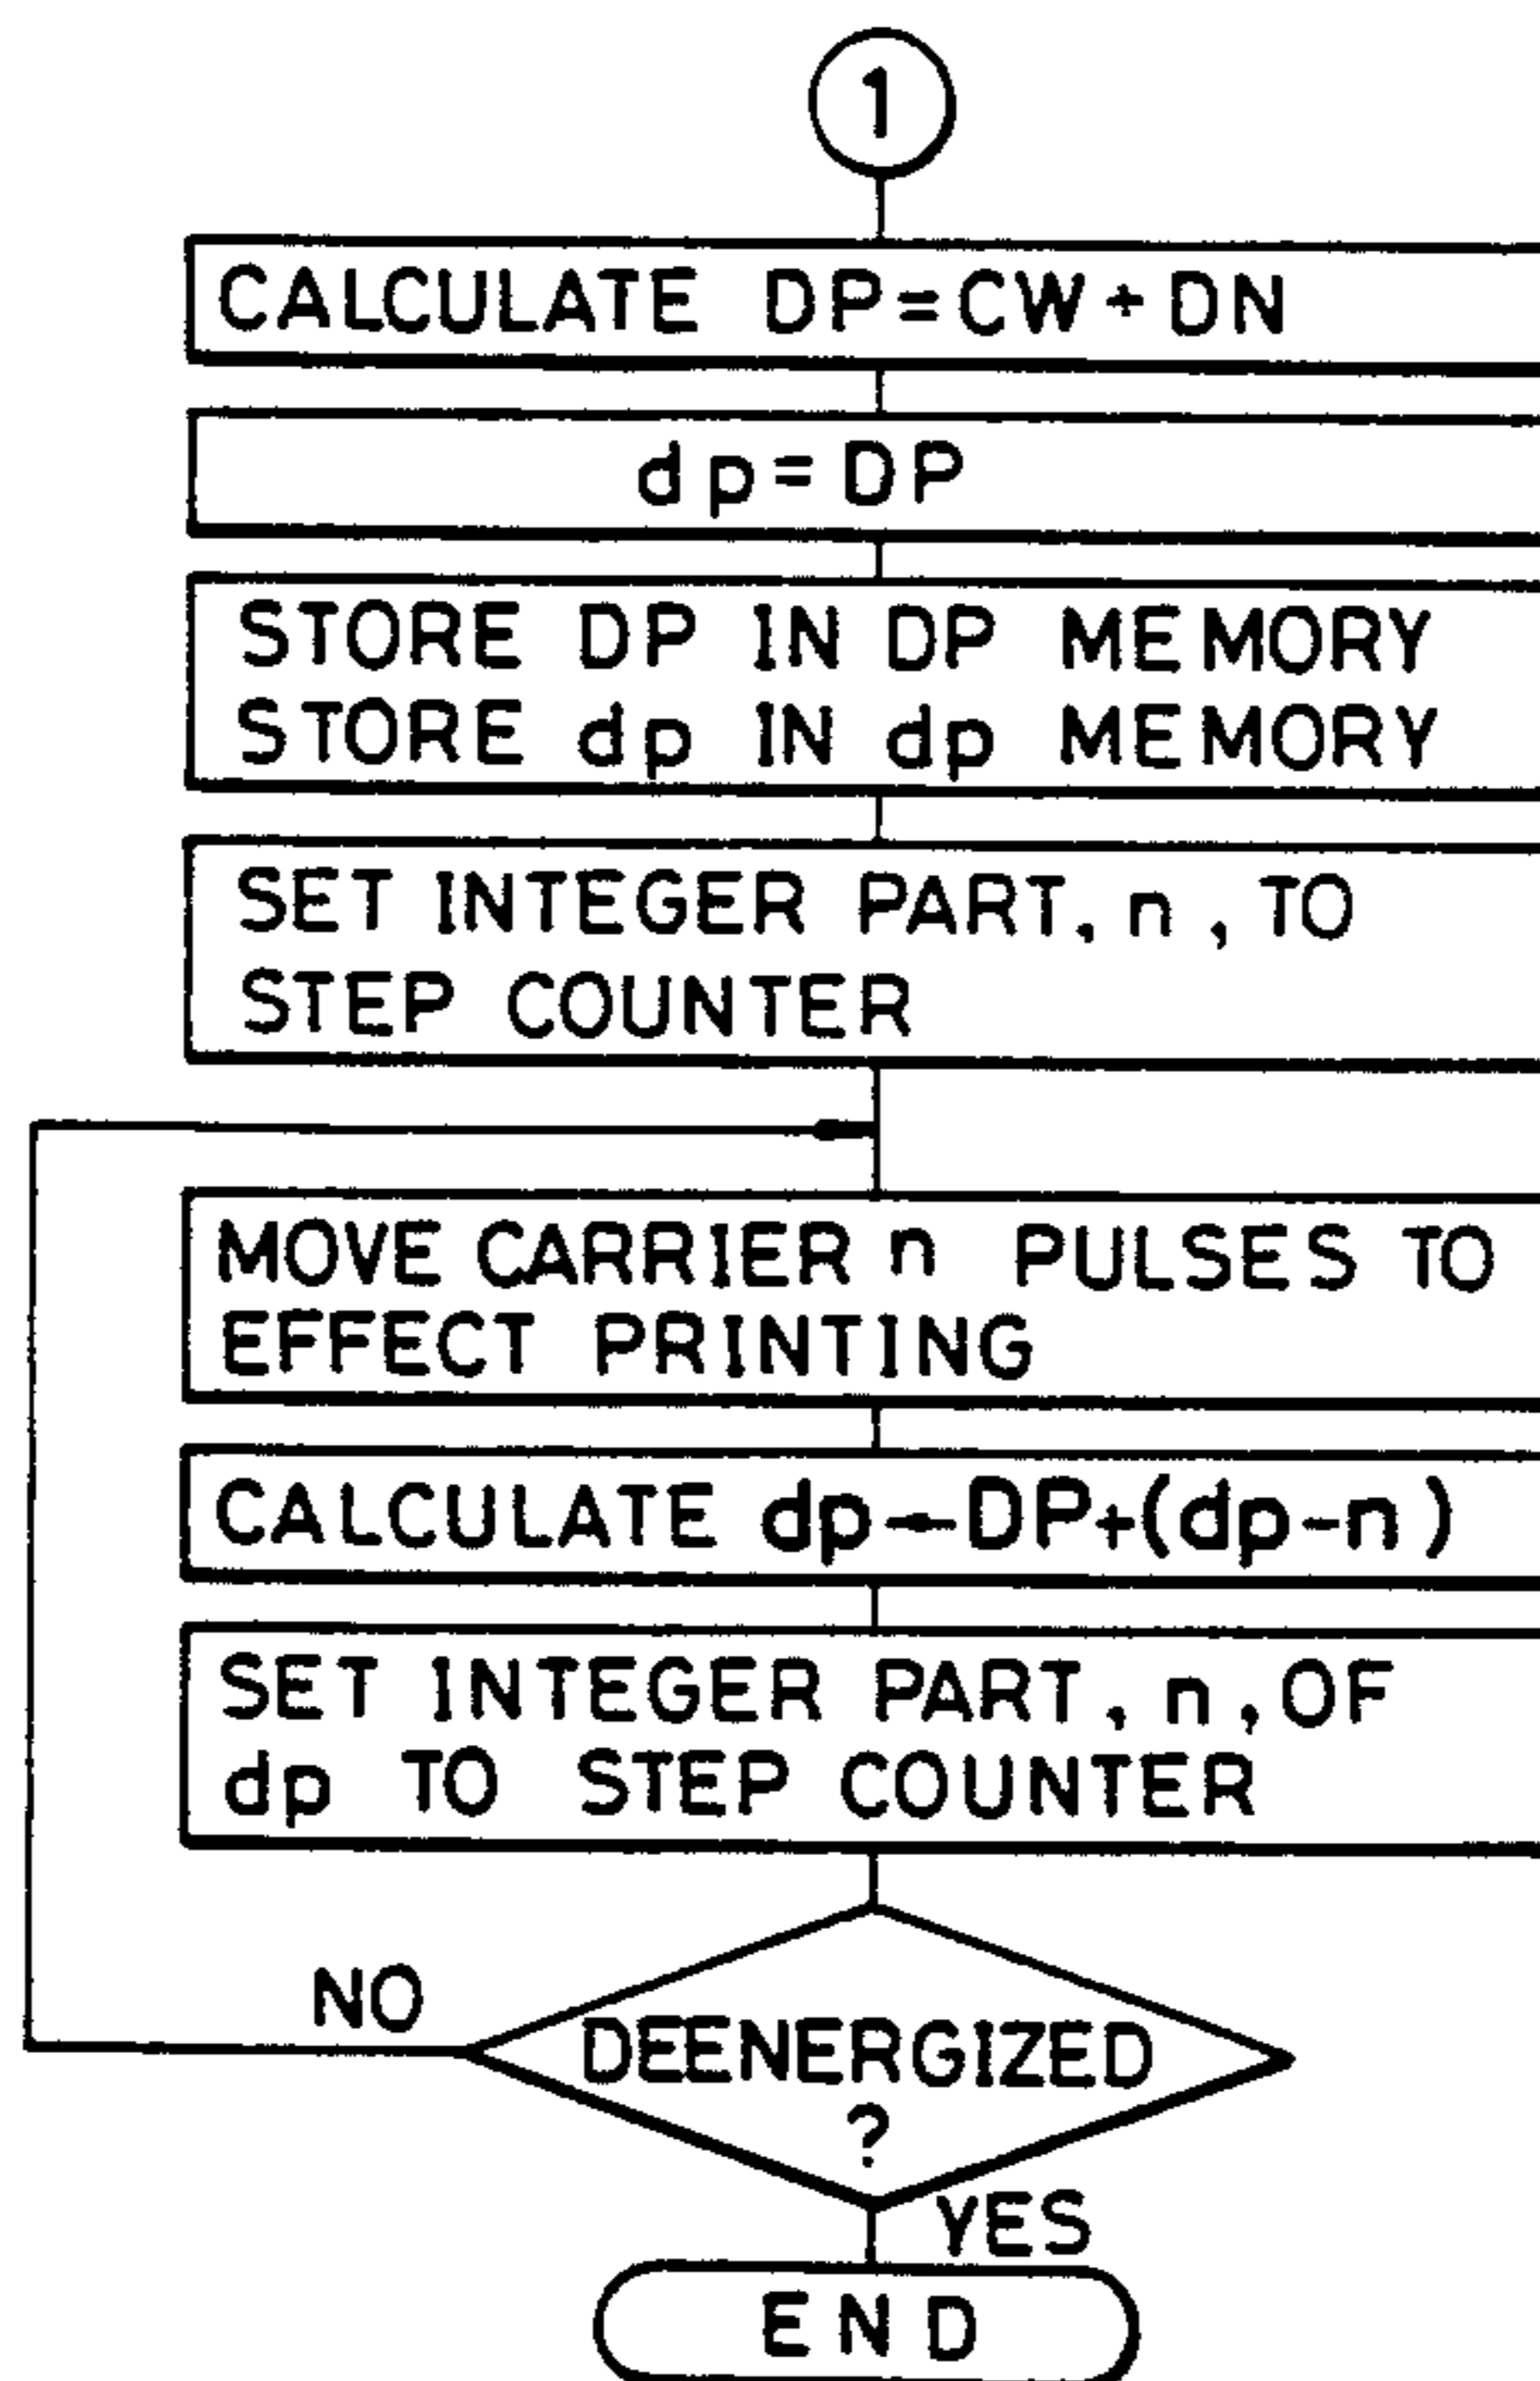 1
CALCULATE DP=CW+DN
dp=DP
STORE DP IN DP MEMORY
STORE dp IN dp MEMORY
SET INTEGER PART, n, TO
STEP COUNTER
MOVE CARRIER n PULSES TO
EFFECT PRINTING
CALCULATE dp←DP+(dp-n)
SET INTEGER PART, n, OF
dp TO STEP COUNTER
NO
DEENERGIZED
?
YES
END